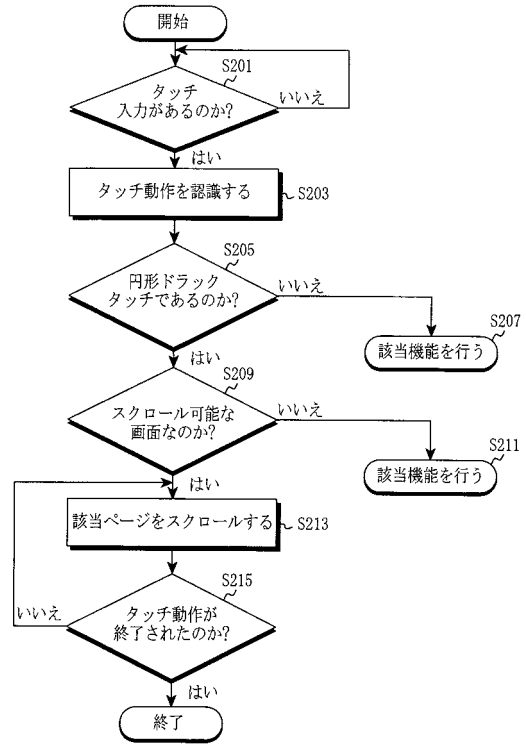 開始
S201
タッチ
入力があるのか?
いいえ
はい
タッチ動作を認識する
S203
S205
円形ドラック
タッチであるのか?
いいえ
S207
該当機能を行う
はい
S209
スクロール可能な
画面なのか?
いいえ
S211
該当機能を行う
はい
該当ページをスクロールする
S213
S215
タッチ動作が
終了されたのか?
いいえ
はい
終了